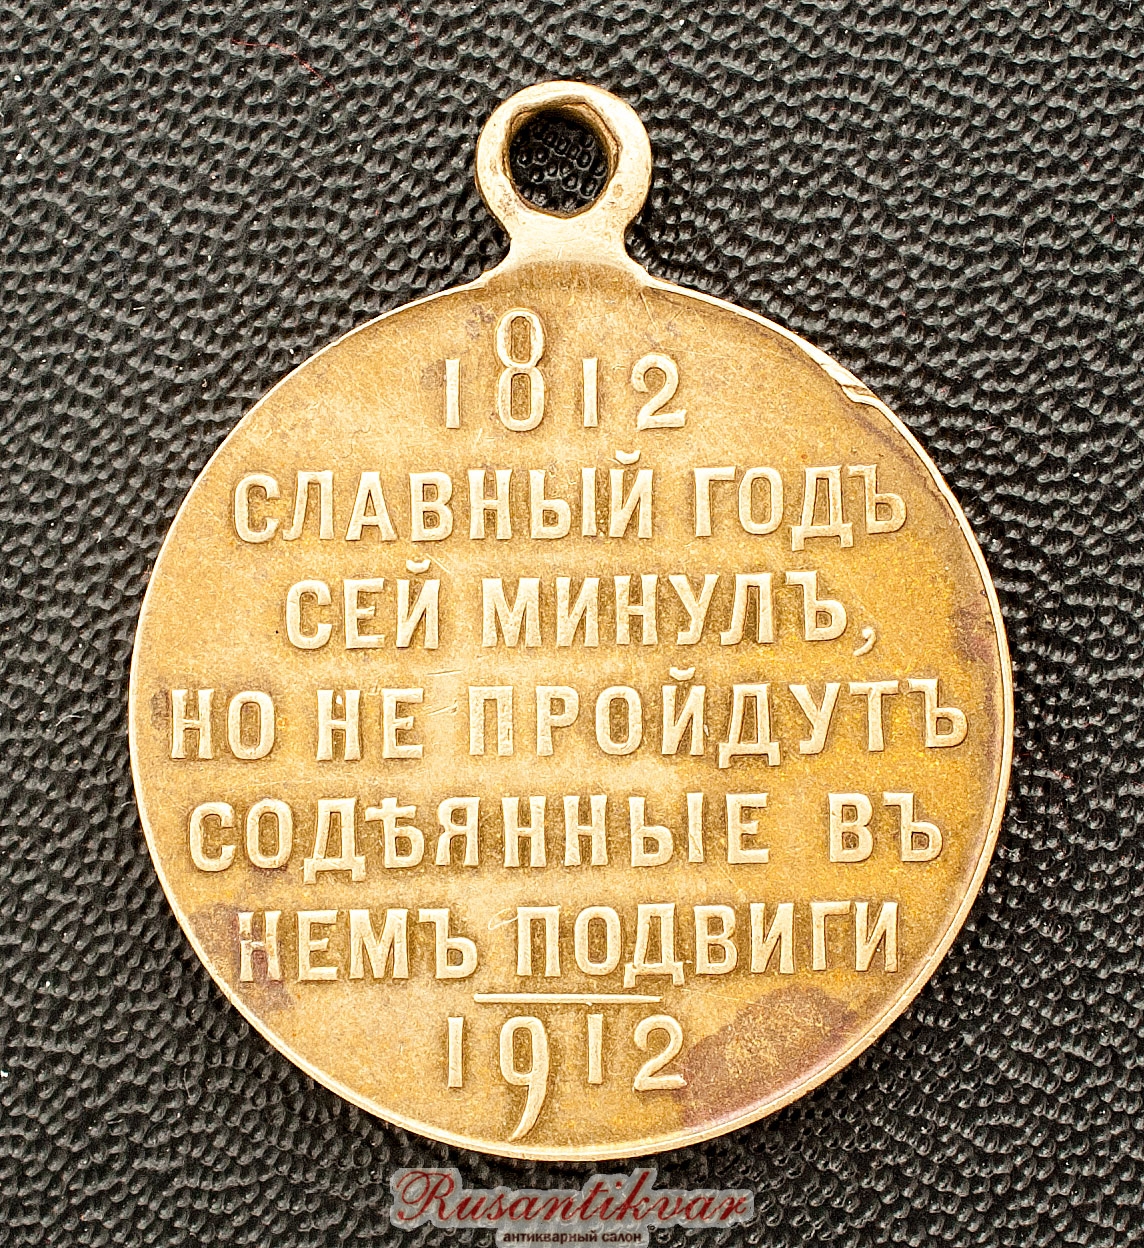 1812
СЛАВНЫЙ ГОДЪ
СЕЙ МИНУЛЪ,
НО НЕ ПРОЙДУТЪ
СОДѢЯННЫЕ ВЪ
НЕМЪ ПОДВИГИ
1912
Rusantikvar
антикварный салон